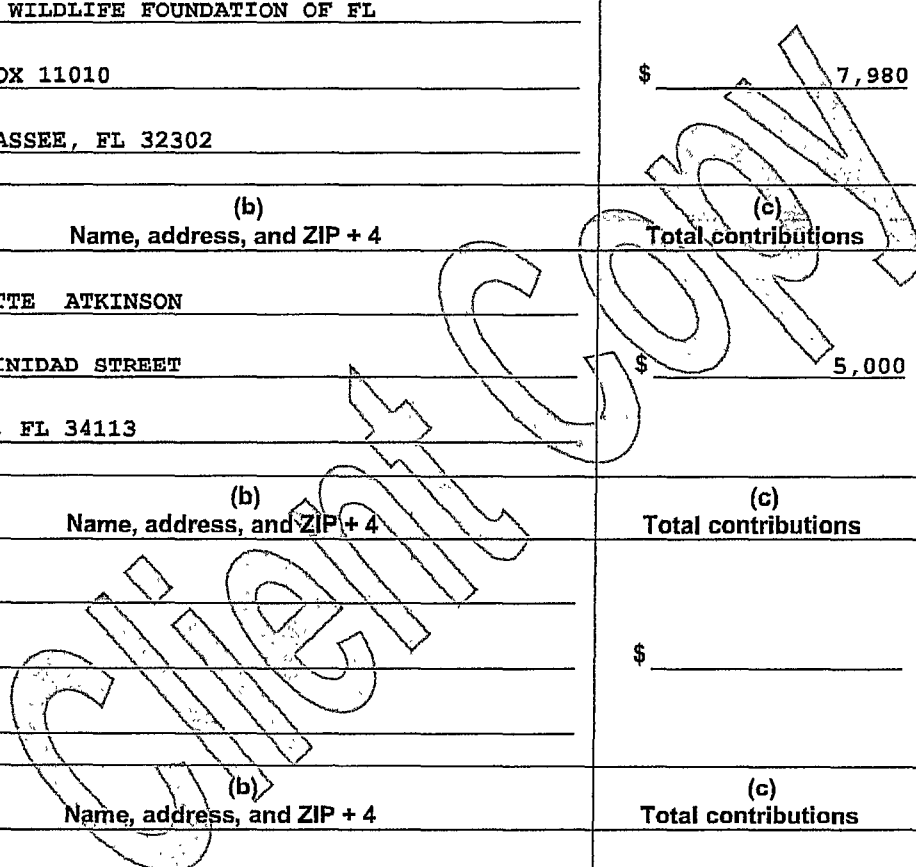 WILDLIFE FOUNDATION OF FL
OX 11010
$ 7,980
ASSEE, FL 32302
(b) (c)
Name, address, and ZIP + 4 Total contributions
TTE ATKINSON
INIDAD STREET
$ 5,000
, FL 34113
(b) (c)
Name, address, and ZIP + 4 Total contributions
$
(b) (c)
Name, address, and ZIP + 4 Total contributions
Client Copy